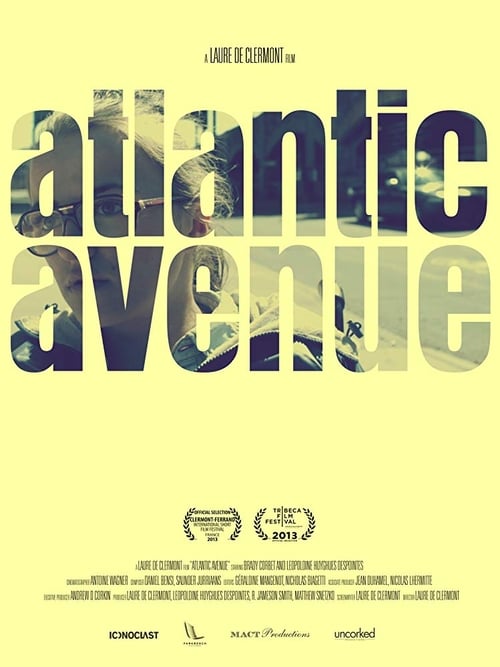 A LAURE DE CLERMONT FILM
atlantic
avenue
OFFICIAL SELECTION
CLERMONT-FERRAND
INTERNATIONAL SHORT
FILM FESTIVAL
FRANCE
2013
TRIBECA
FILM
FESTIVAL
2013
A LAURE DE CLERMONT FILM "ATLANTIC AVENUE" STARRING BRADY CORBET AND LEOPOLDINE HUYGHUES DESPOINTES
CINEMATOGRAPHER ANTOINE WAGNER COMPOSER DANIEL BENSI, SAUNDER JURRIAANS EDITORS GÉRALDINE MANGENOT, NICHOLAS BIAGETTI ASSOCIATE PRODUCER JEAN DUHAMEL, NICOLAS LHERMITTE
EXECUTIVE PRODUCER ANDREW D CORKIN PRODUCER LAURE DE CLERMONT, LEOPOLDINE HUYGHUES DESPOINTES, R. JAMESON SMITH, MATTHEW SNETZKO SCREENWRITER LAURE DE CLERMONT DIRECTOR LAURE DE CLERMONT
ICONOCLAST
MACT Productions
uncorked